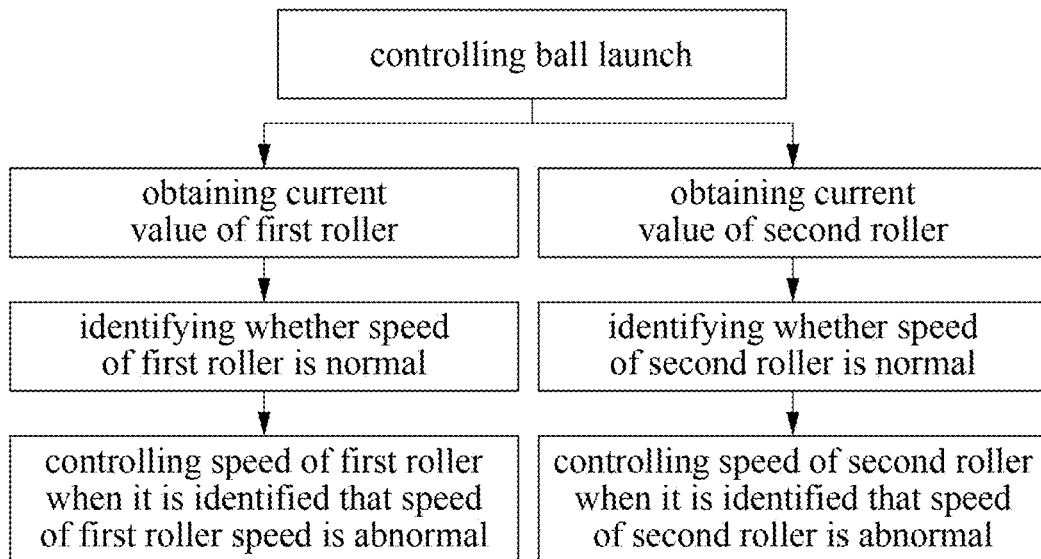 controlling ball launch
obtaining current
value of first roller
identifying whether speed
of first roller is normal
controlling speed of first roller
when it is identified that speed
of first roller speed is abnormal
obtaining current
value of second roller
identifying whether speed
of second roller is normal
controlling speed of second roller
when it is identified that speed
of second roller is abnormal